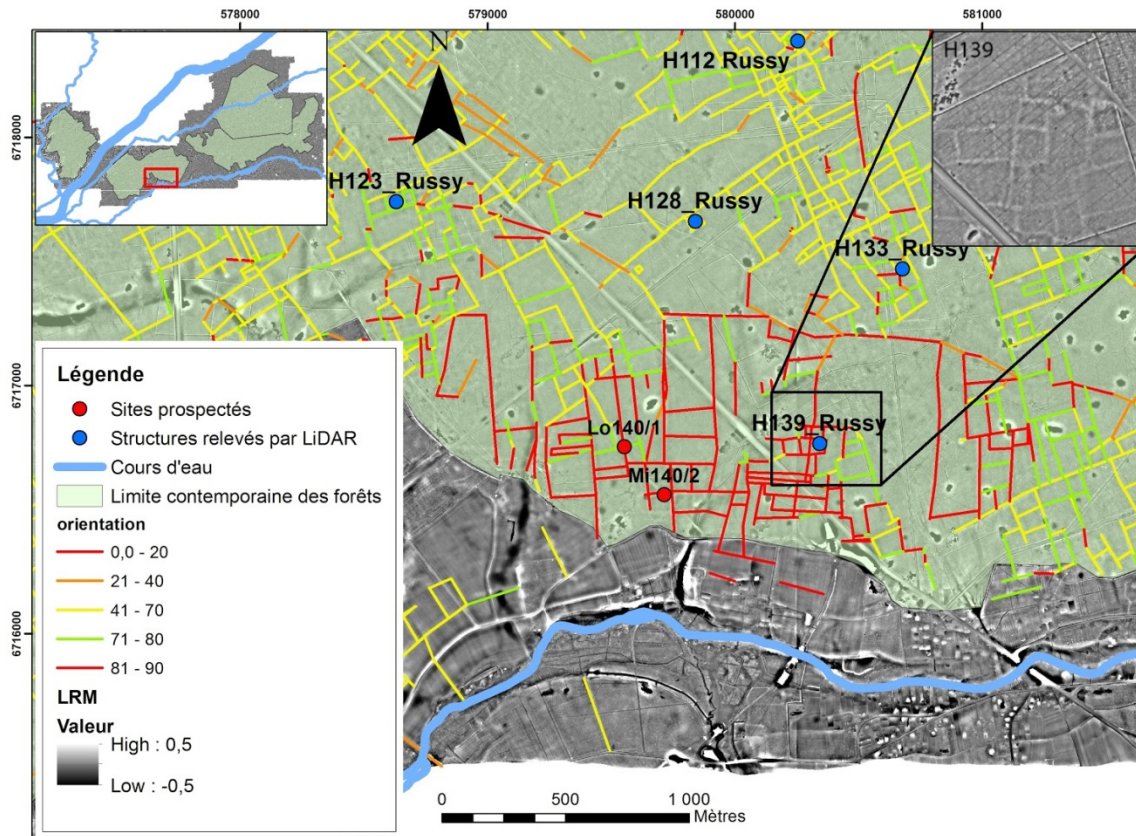 578000 579000 580000 581000
6718000
6717000
6716000
N
H112 Russy
H139
H123_Russy
H128_Russy
H133_Russy
H139_Russy
Lo140/1
Mi140/2
Légende
Sites prospectés
Structures relevés par LiDAR
Cours d'eau
Limite contemporaine des forêts
orientation
0,0 - 20
21 - 40
41 - 70
71 - 80
81 - 90
LRM
Valeur
High : 0,5
Low : -0,5
0 500 1 000
Mètres